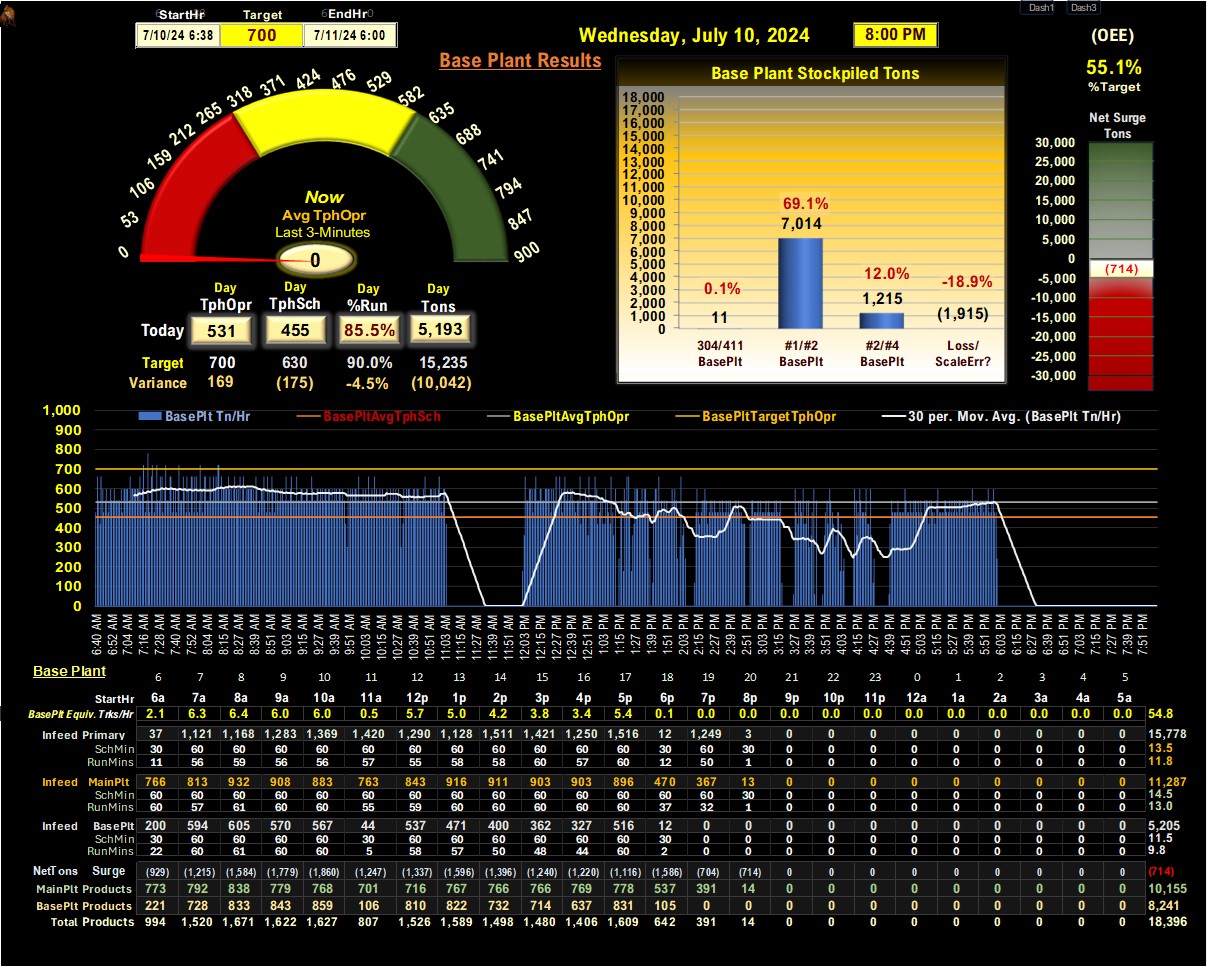 Dash1 Dash3
StartHr Target EndHr
7/10/24 6:38 700 7/11/24 6:00
Wednesday, July 10, 2024 8:00 PM
(OEE)
55.1%
%Target
Base Plant Results
Base Plant Stockpiled Tons
0 53 106 159 212 265 318 371 424 476 529 582 635 688 741 794 847 900
Now
Avg TphOpr
Last 3-Minutes
0
Day Day Day Day
TphOpr TphSch %Run Tons
Today 531 455 85.5% 5,193
Target 700 630 90.0% 15,235
Variance 169 (175) -4.5% (10,042)
18,000
17,000
16,000
15,000
14,000
13,000
12,000
11,000
10,000
9,000
8,000
7,000
6,000
5,000
4,000
3,000
2,000
1,000
0
0.1% 69.1% 12.0% -18.9%
11 7,014 1,215 (1,915)
304/411 #1/#2 #2/#4 Loss/
BasePlt BasePlt BasePlt ScaleErr?
Net Surge
Tons
30,000
25,000
20,000
15,000
10,000
5,000
0
-5,000
-10,000
-15,000
-20,000
-25,000
-30,000
(714)
BasePlt Tn/Hr BasePltAvgTphSch BasePltAvgTphOpr BasePltTargetTphOpr 30 per. Mov. Avg. (BasePlt Tn/Hr)
1,000
900
800
700
600
500
400
300
200
100
0
6:40 AM 6:52 AM 7:04 AM 7:16 AM 7:28 AM 7:40 AM 7:52 AM 8:04 AM 8:15 AM 8:27 AM 8:39 AM 8:51 AM 9:03 AM 9:15 AM 9:27 AM 9:39 AM 9:51 AM 10:03 AM 10:15 AM 10:27 AM 10:39 AM 10:51 AM 11:03 AM 11:15 AM 11:27 AM 11:39 AM 11:51 AM 12:03 PM 12:15 PM 12:27 PM 12:39 PM 12:51 PM 1:03 PM 1:15 PM 1:27 PM 1:39 PM 1:51 PM 2:03 PM 2:15 PM 2:27 PM 2:39 PM 2:51 PM 3:03 PM 3:15 PM 3:27 PM 3:39 PM 3:51 PM 4:03 PM 4:15 PM 4:27 PM 4:39 PM 4:51 PM 5:03 PM 5:15 PM 5:27 PM 5:39 PM 5:51 PM 6:03 PM 6:15 PM 6:27 PM 6:39 PM 6:51 PM 7:03 PM 7:15 PM 7:27 PM 7:39 PM 7:51 PM
Base Plant 6 7 8 9 10 11 12 13 14 15 16 17 18 19 20 21 22 23 0 1 2 3 4 5
StartHr 6a 7a 8a 9a 10a 11a 12p 1p 2p 3p 4p 5p 6p 7p 8p 9p 10p 11p 12a 1a 2a 3a 4a 5a
BasePlt Equiv. Trks/Hr 2.1 6.3 6.4 6.0 6.0 0.5 5.7 5.0 4.2 3.8 3.4 5.4 0.1 0.0 0.0 0.0 0.0 0.0 0.0 0.0 0.0 0.0 0.0 0.0 54.8
Infeed Primary 37 1,121 1,168 1,283 1,369 1,420 1,290 1,128 1,511 1,421 1,250 1,516 12 1,249 3 0 0 0 0 0 0 0 0 0 15,778
SchMin 30 60 60 60 60 60 60 60 60 60 60 60 30 60 30 0 0 0 0 0 0 0 0 0 13.5
RunMins 11 56 59 56 56 57 55 58 58 60 57 60 12 50 1 0 0 0 0 0 0 0 0 0 11.8
Infeed MainPlt 766 813 932 908 883 763 843 916 911 903 903 896 470 367 13 0 0 0 0 0 0 0 0 0 11,287
SchMin 60 60 60 60 60 60 60 60 60 60 60 60 60 60 30 0 0 0 0 0 0 0 0 0 14.5
RunMins 60 57 61 60 60 55 59 60 60 60 60 60 37 32 1 0 0 0 0 0 0 0 0 0 13.0
Infeed BasePlt 200 594 605 570 567 44 537 471 400 362 327 516 12 0 0 0 0 0 0 0 0 0 0 0 5,205
SchMin 30 60 60 60 60 30 60 60 60 60 60 60 30 0 0 0 0 0 0 0 0 0 0 0 11.5
RunMins 22 60 61 60 60 5 58 57 50 48 44 60 2 0 0 0 0 0 0 0 0 0 0 0 9.8
NetTons Surge (929) (1,215) (1,584) (1,779) (1,860) (1,247) (1,337) (1,596) (1,396) (1,240) (1,220) (1,116) (1,586) (704) (714) 0 0 0 0 0 0 0 0 0 (714)
MainPlt Products 773 792 838 779 768 701 716 767 766 766 769 778 537 391 14 0 0 0 0 0 0 0 0 0 10,155
BasePlt Products 221 728 833 843 859 106 810 822 732 714 637 831 105 0 0 0 0 0 0 0 0 0 0 0 8,241
Total Products 994 1,520 1,671 1,622 1,627 807 1,526 1,589 1,498 1,480 1,406 1,609 642 391 14 0 0 0 0 0 0 0 0 0 18,396